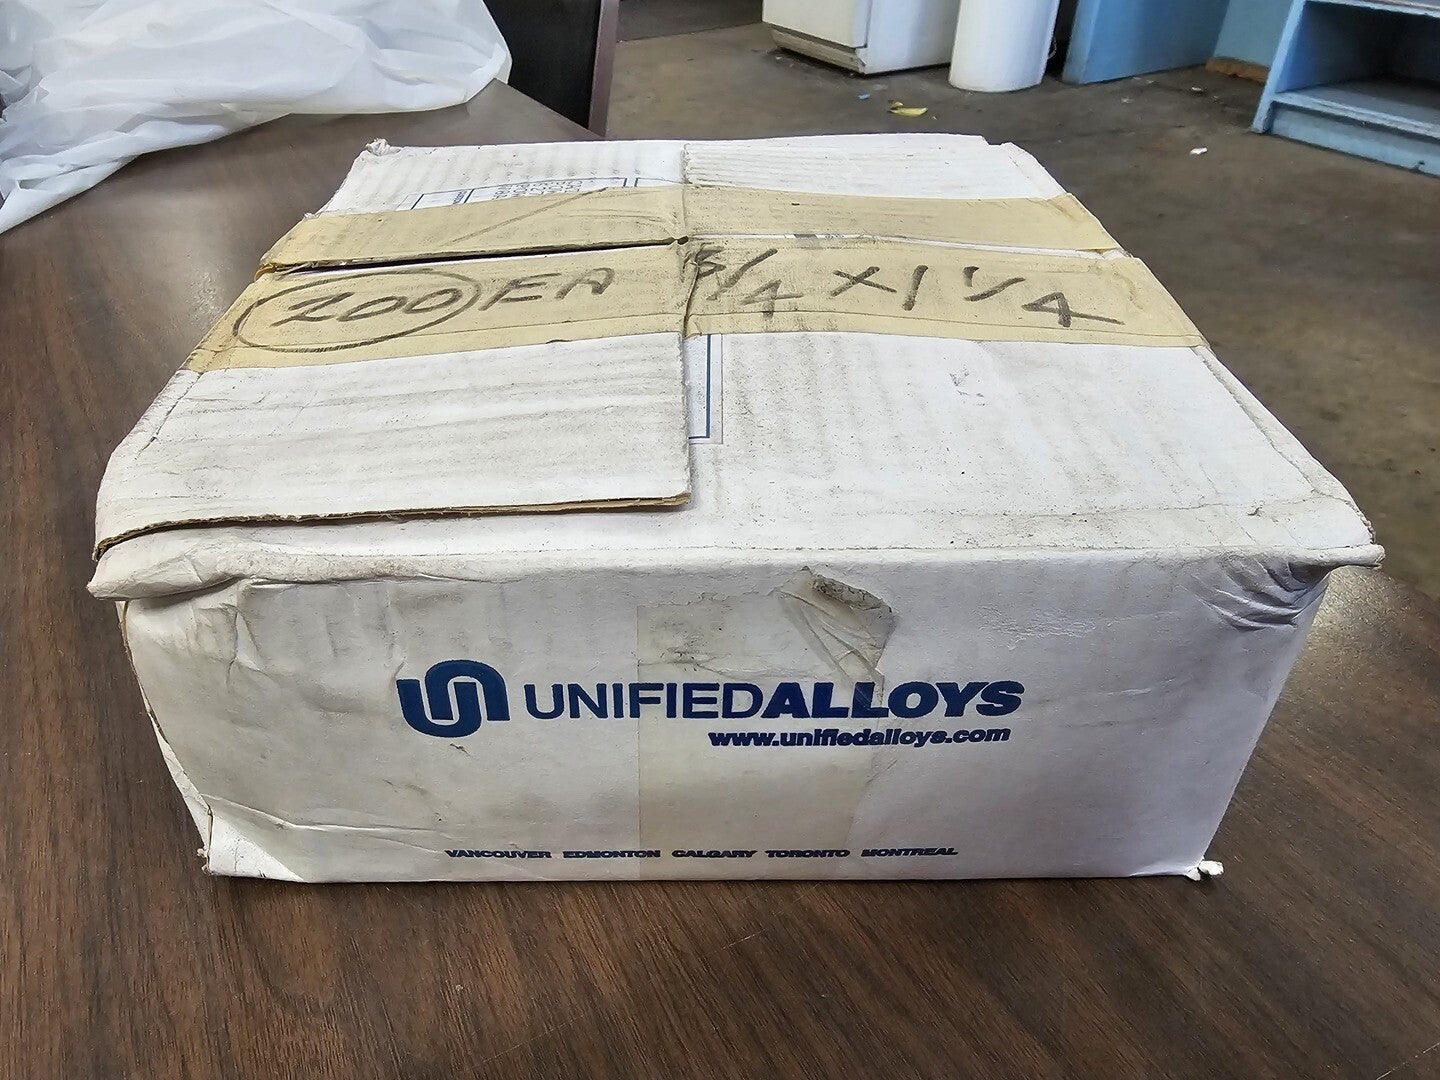 200 EA 3/4 X 1 1/4
UNIFIEDALLOYS
www.unifiedalloys.com
VANCOUVER EDMONTON CALGARY TORONTO MONTREAL